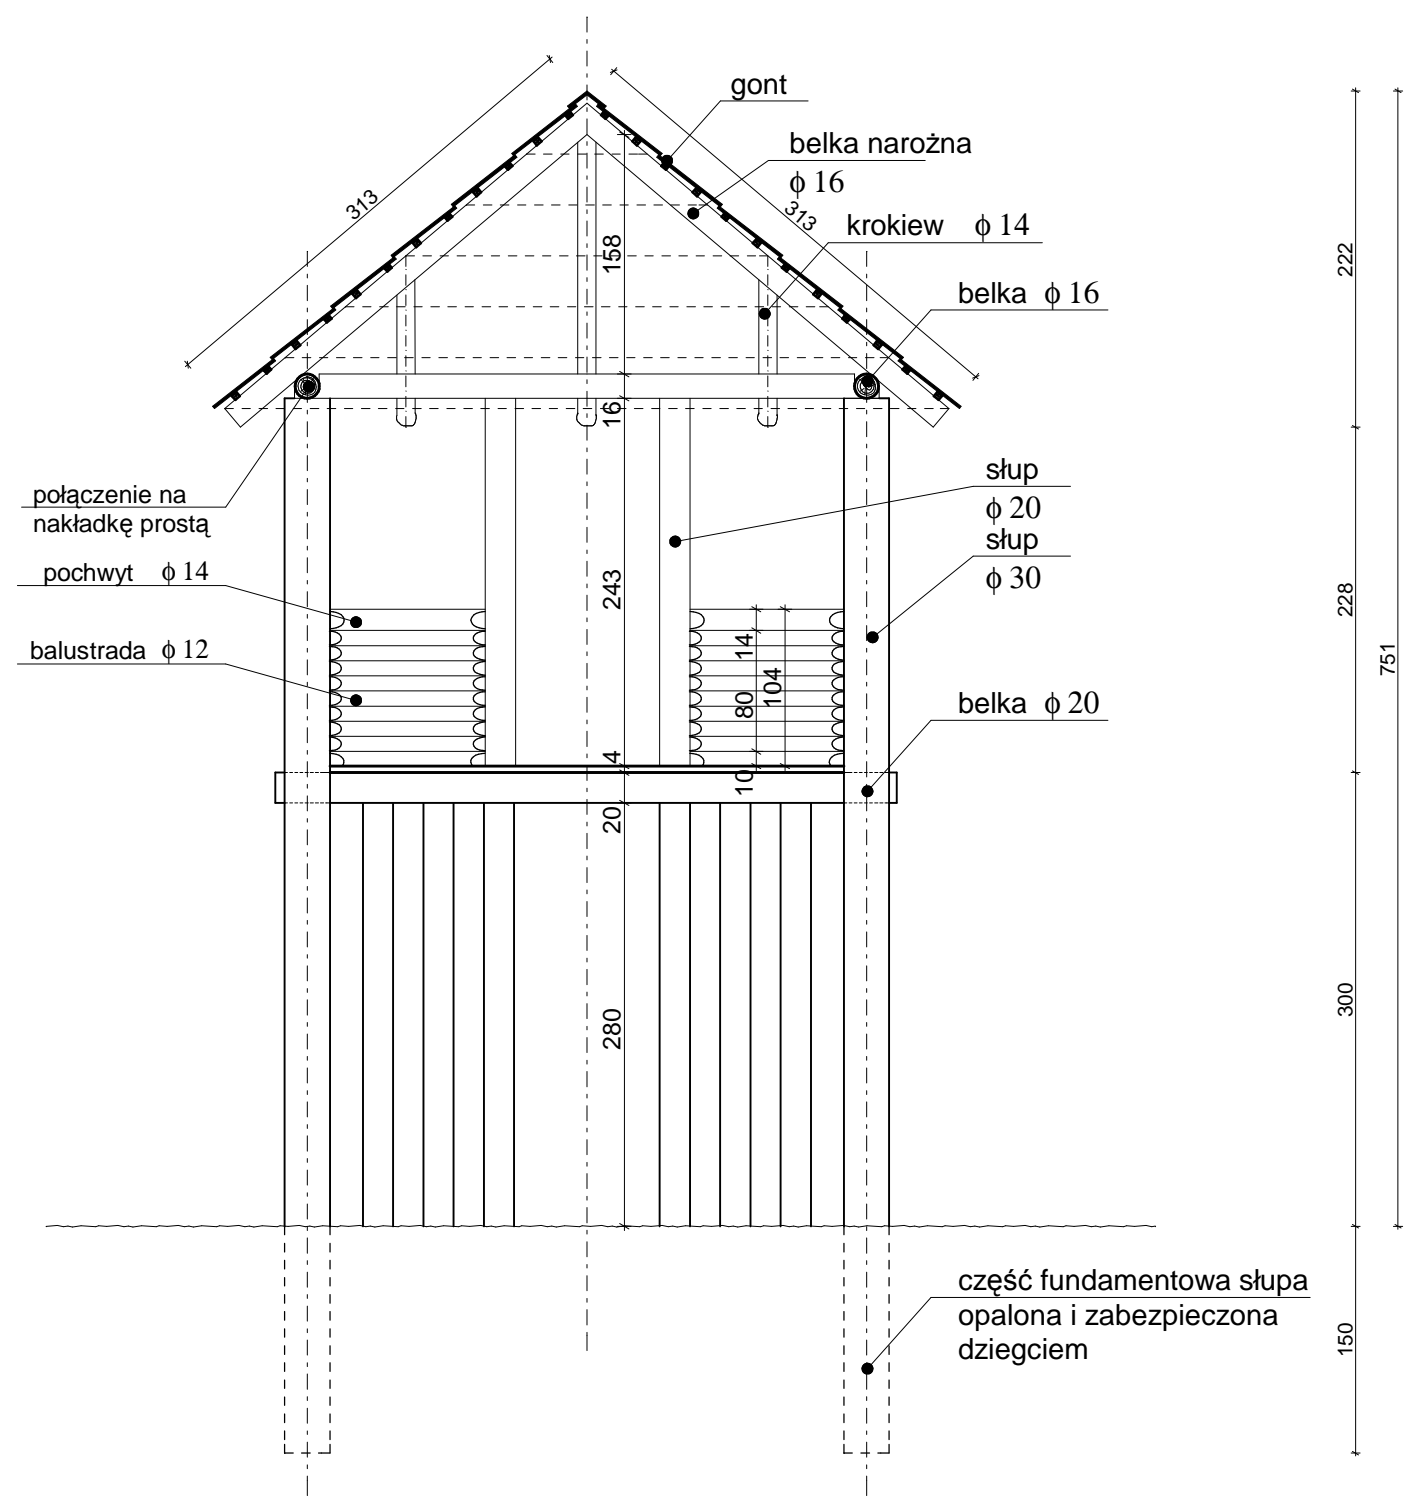 gont
belka narożna
ϕ 16
313
313
krokiew ϕ 14
158
222
belka ϕ 16
16
słup
ϕ 20
połączenie na
nakładkę prostą
słup
ϕ 30
pochwyt ϕ 14
243
228
balustrada ϕ 12
14
104
80
751
belka ϕ 20
4
10
20
300
280
część fundamentowa słupa
opalona i zabezpieczona
dziegciem
150